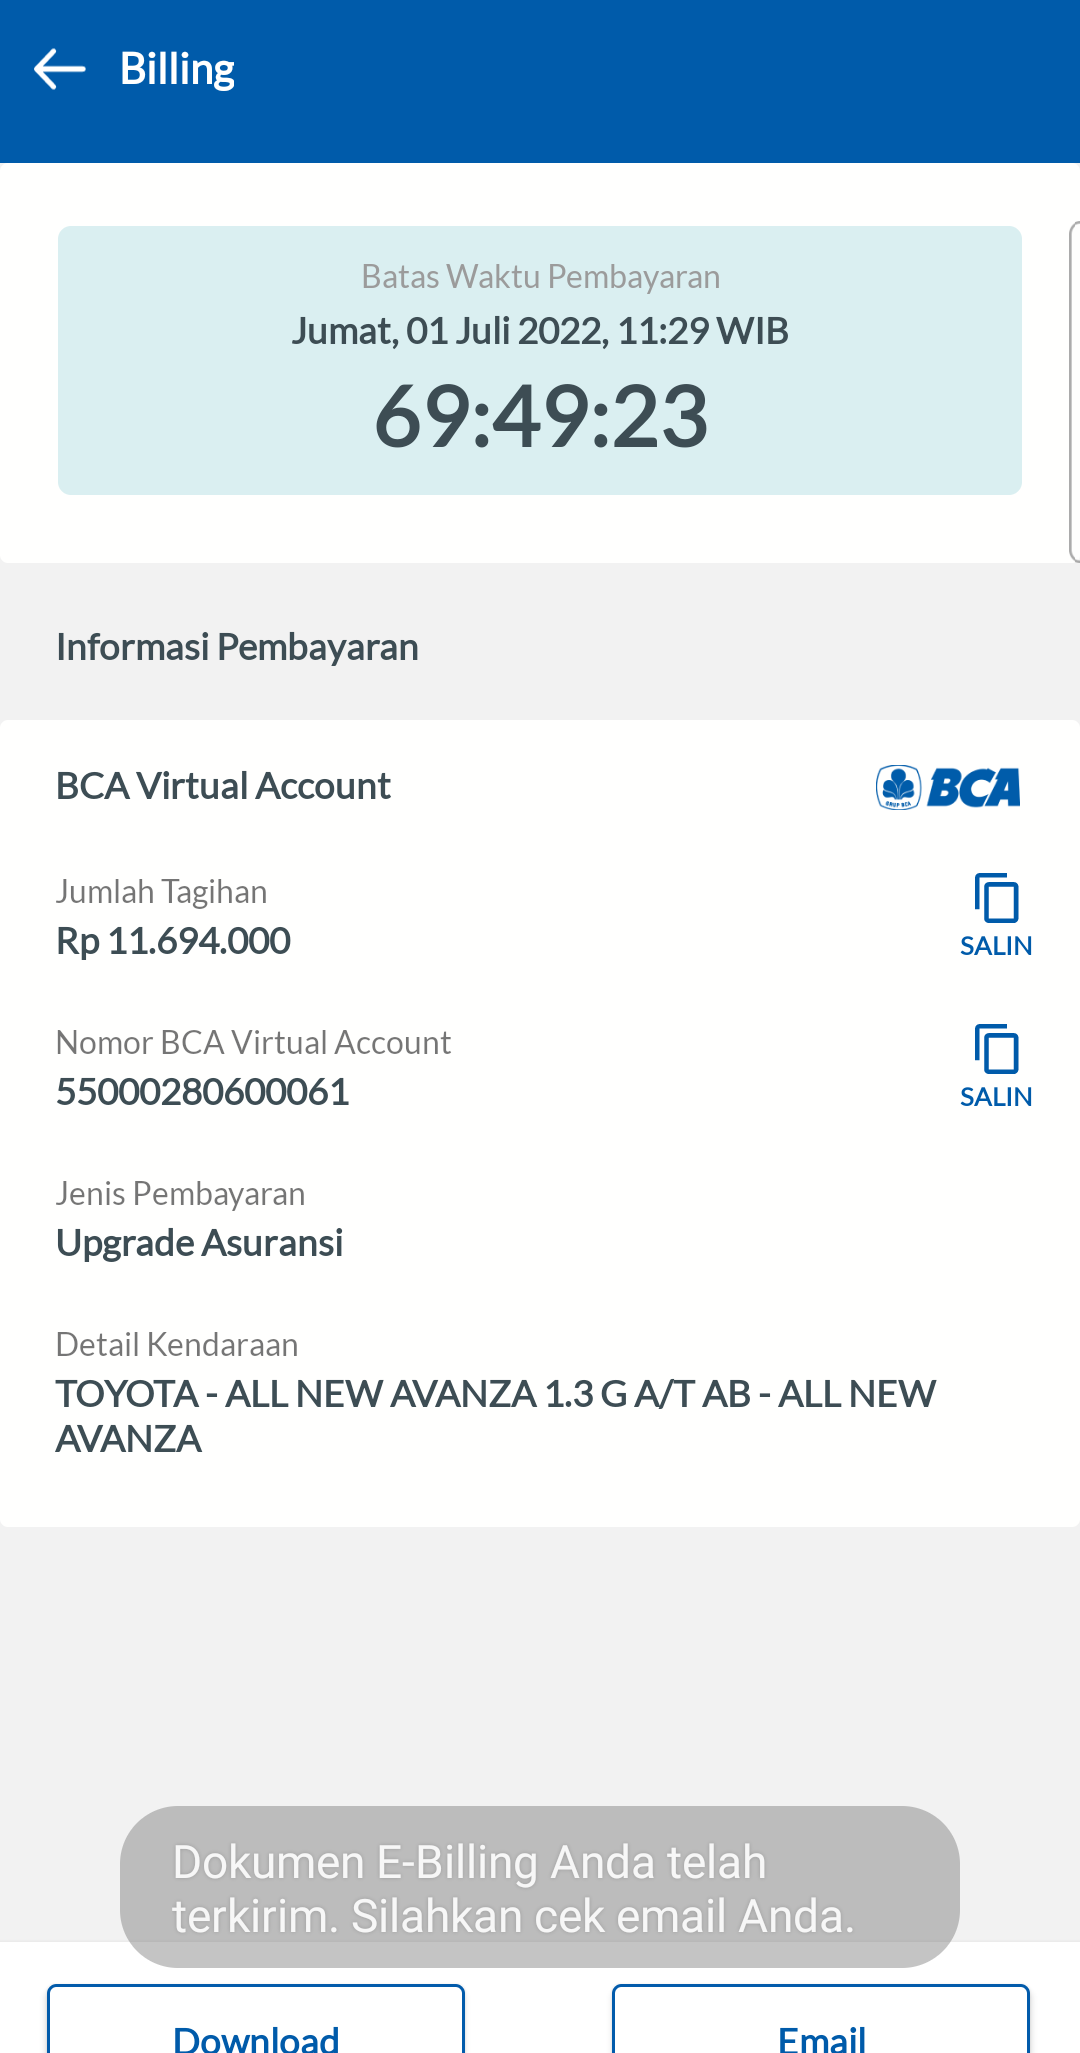 Billing
Batas Waktu Pembayaran
Jumat, 01 Juli 2022, 11:29 WIB
69:49:23
Informasi Pembayaran
BCA Virtual Account
GRUP BCA
BCA
Jumlah Tagihan
Rp 11.694.000
SALIN
Nomor BCA Virtual Account
55000280600061
SALIN
Jenis Pembayaran
Upgrade Asuransi
Detail Kendaraan
TOYOTA - ALL NEW AVANZA 1.3 G A/T AB - ALL NEW
AVANZA
Dokumen E-Billing Anda telah
terkirim. Silahkan cek email Anda.
Download
Email